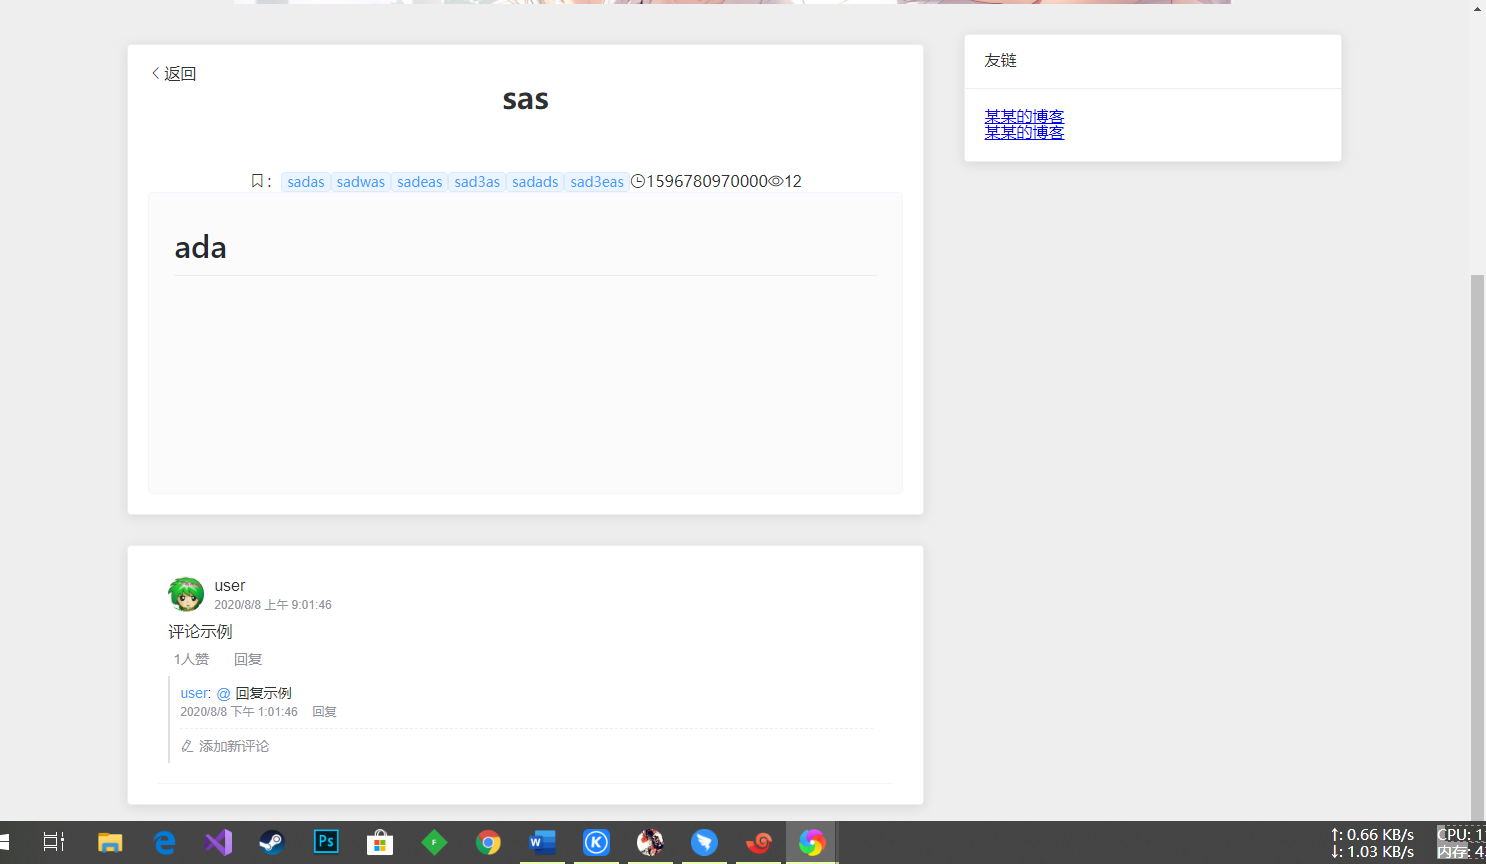 返回
sas
: sadas sadwas sadeas sad3as sadads sad3eas 1596780970000 12
ada
友链
某某的博客
某某的博客
user
2020/8/8 上午 9:01:46
评论示例
1人赞 回复
user: @ 回复示例
2020/8/8 下午 1:01:46 回复
添加新评论
Ps F W K
↑: 0.66 KB/s
↓: 1.03 KB/s
CPU: 1
内存: 4